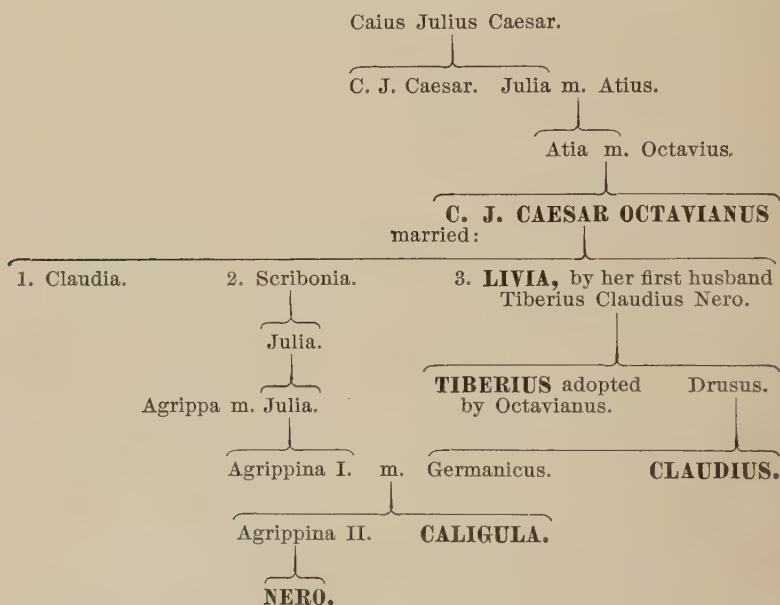 Caius Julius Caesar.
C. J. Caesar. Julia m. Atius.
Atia m. Octavius.
C. J. CAESAR OCTAVIANUS
married:
1. Claudia. 2. Scribonia. 3. LIVIA, by her first husband
Tiberius Claudius Nero.
Julia.
TIBERIUS adopted Drusus.
by Octavianus.
Agrippa m. Julia.
Agrippina I. m. Germanicus. CLAUDIUS.
Agrippina II. CALIGULA.
NERO.